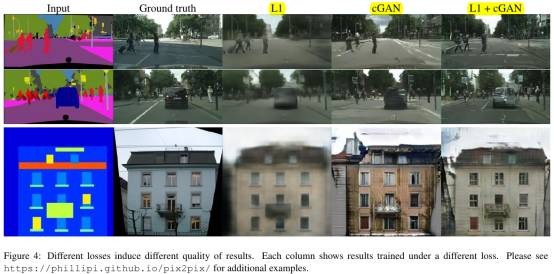 Input Ground truth L1 cGAN L1 + cGAN
Figure 4: Different losses induce different quality of results. Each column shows results trained under a different loss. Please see
https://phillipi.github.io/pix2pix/ for additional examples.